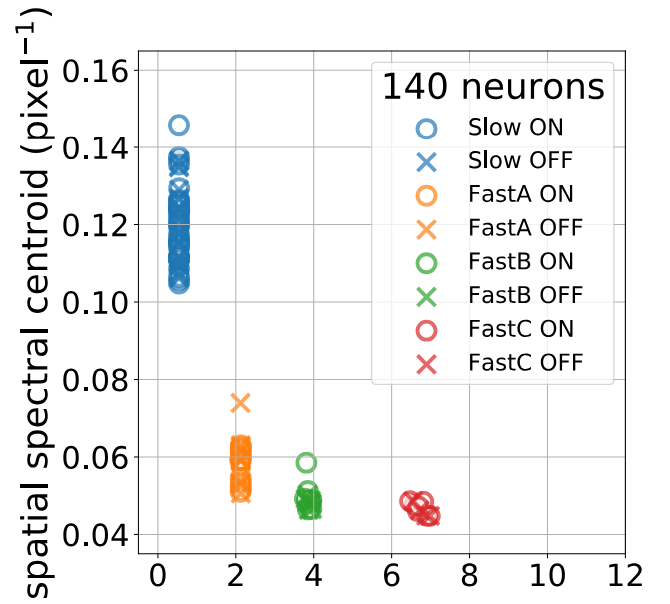 spatial spectral centroid (pixel⁻¹)
0.16
0.14
0.12
0.10
0.08
0.06
0.04
0 2 4 6 8 10 12
140 neurons
Slow ON
Slow OFF
FastA ON
FastA OFF
FastB ON
FastB OFF
FastC ON
FastC OFF